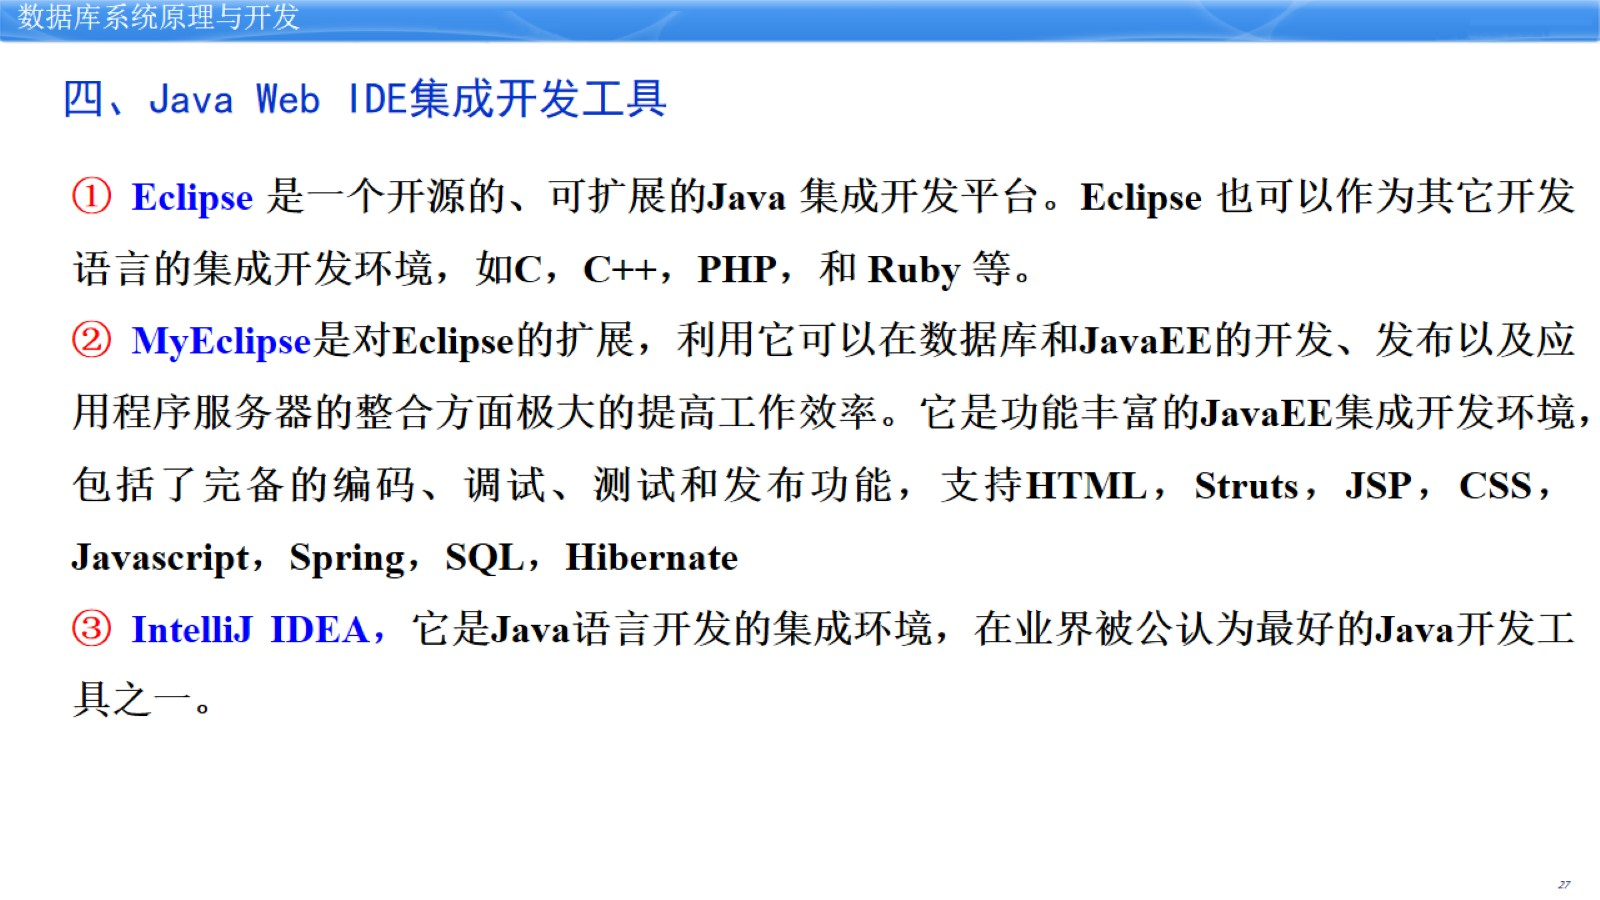 数据库系统原理与开发
四、Java Web IDE集成开发工具
① Eclipse 是一个开源的、可扩展的Java 集成开发平台。Eclipse 也可以作为其它开发
语言的集成开发环境，如C，C++，PHP，和 Ruby 等。
② MyEclipse是对Eclipse的扩展，利用它可以在数据库和JavaEE的开发、发布以及应
用程序服务器的整合方面极大的提高工作效率。它是功能丰富的JavaEE集成开发环境，
包括了完备的编码、调试、测试和发布功能，支持HTML，Struts，JSP，CSS，
Javascript，Spring，SQL，Hibernate
③ IntelliJ IDEA，它是Java语言开发的集成环境，在业界被公认为最好的Java开发工
具之一。
27